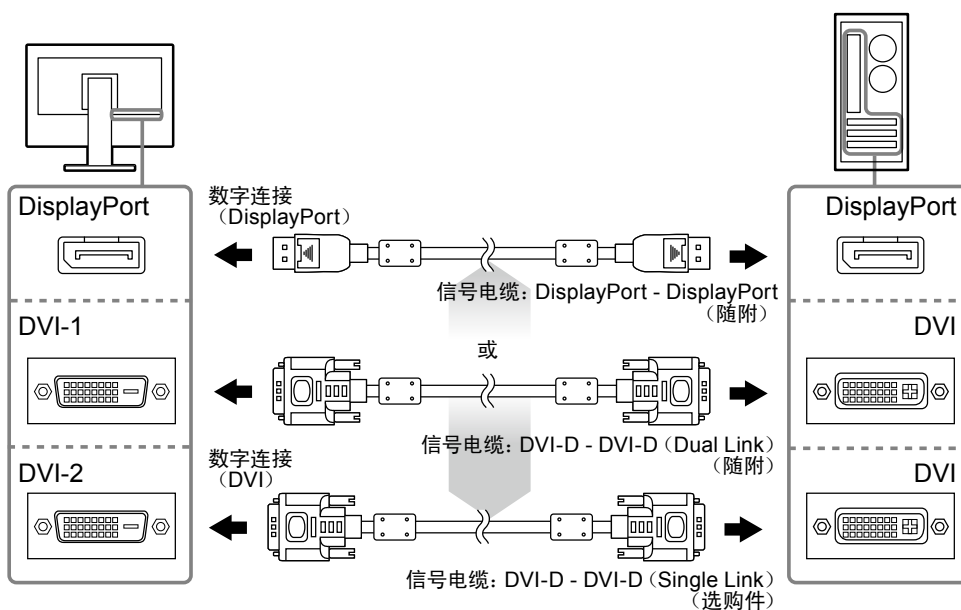 DisplayPort
数字连接
（DisplayPort）
DisplayPort
信号电缆：DisplayPort - DisplayPort
（随附）
DVI-1
或
DVI
信号电缆：DVI-D - DVI-D（Dual Link）
（随附）
DVI-2
数字连接
（DVI）
DVI
信号电缆：DVI-D - DVI-D（Single Link）
（选购件）